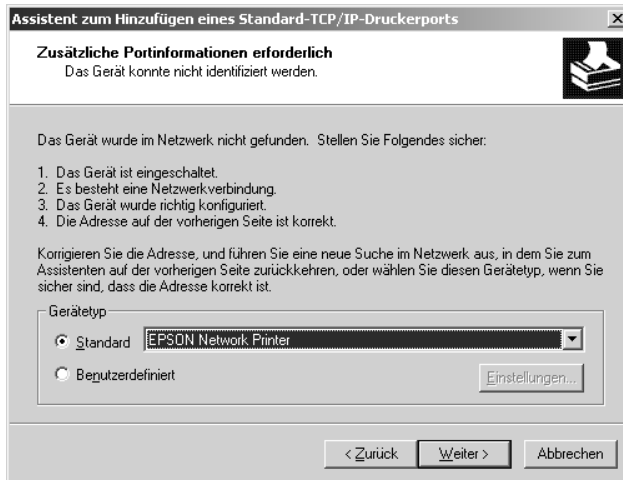 Assistent zum Hinzufügen eines Standard-TCP/IP-Druckerports
Zusätzliche Portinformationen erforderlich
Das Gerät konnte nicht identifiziert werden.
Das Gerät wurde im Netzwerk nicht gefunden. Stellen Sie Folgendes sicher:
1. Das Gerät ist eingeschaltet.
2. Es besteht eine Netzwerkverbindung.
3. Das Gerät wurde richtig konfiguriert.
4. Die Adresse auf der vorherigen Seite ist korrekt.
Korrigieren Sie die Adresse, und führen Sie eine neue Suche im Netzwerk aus, in dem Sie zum
Assistenten auf der vorherigen Seite zurückkehren, oder wählen Sie diesen Gerätetyp, wenn Sie
sicher sind, dass die Adresse korrekt ist.
Gerätetyp
Standard EPSON Network Printer
Benutzerdefiniert Einstellungen...
< Zurück Weiter > Abbrechen